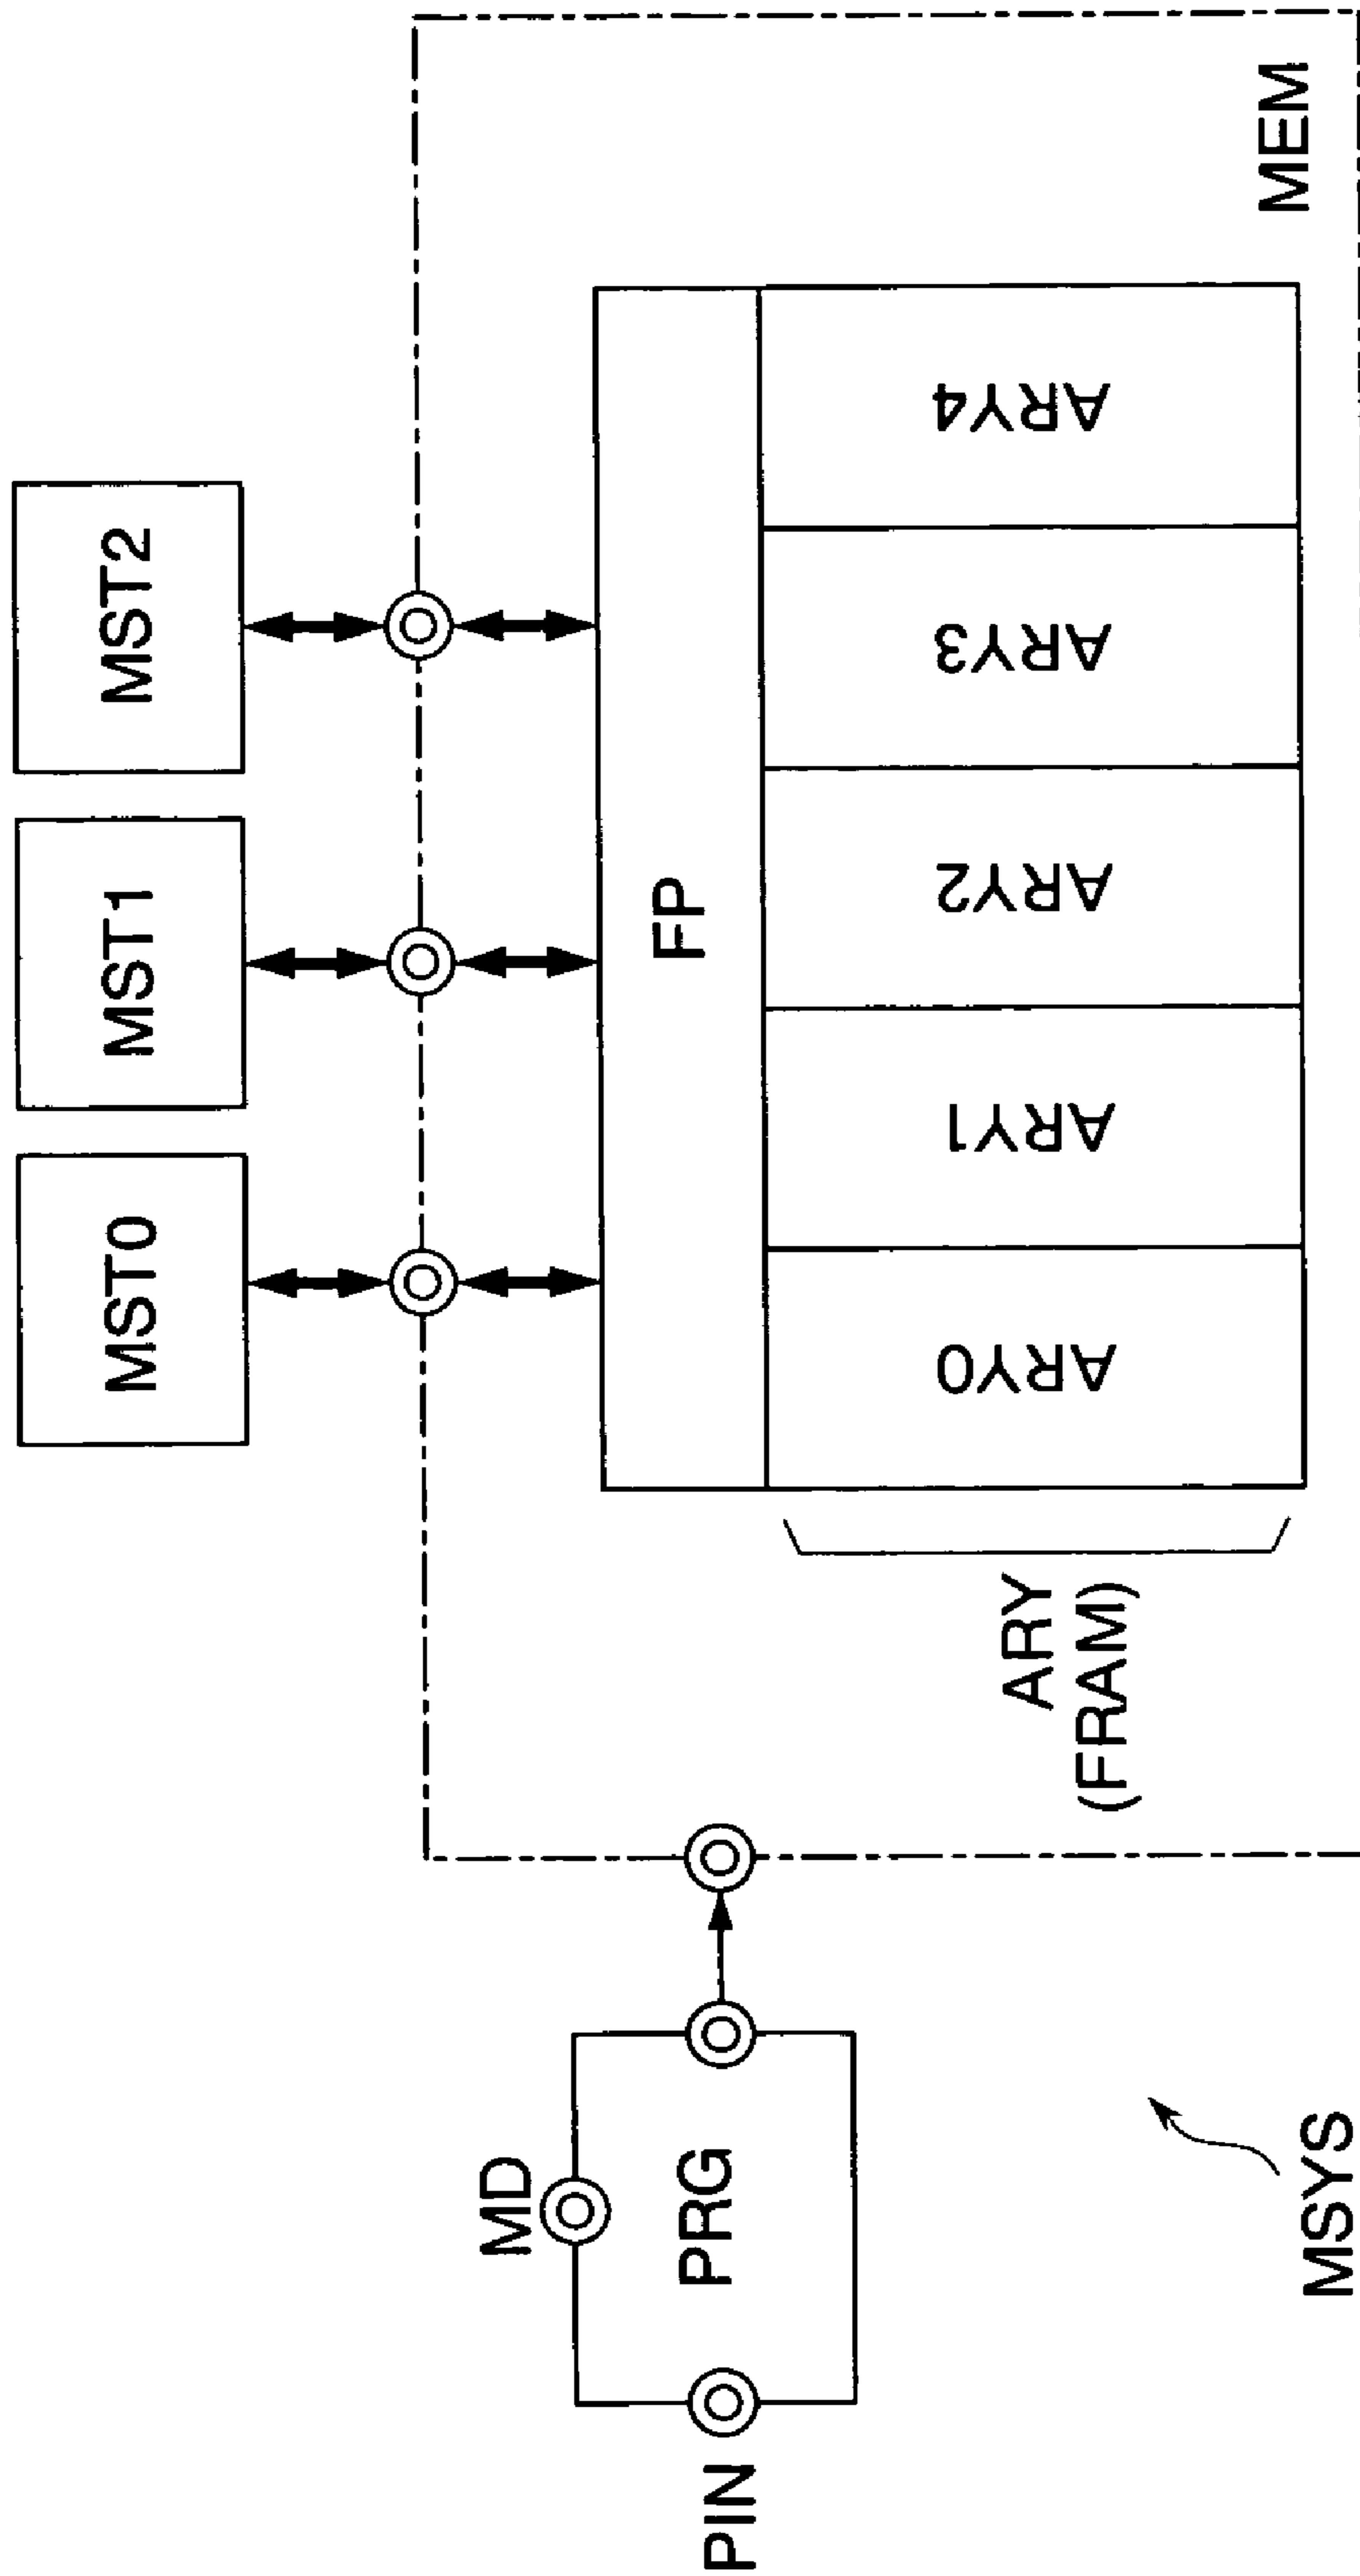 MST0
MST1
MST2
MD
PIN
PRG
FP
ARY0
ARY1
ARY2
ARY3
ARY4
ARY
(FRAM)
MEM
MSYS